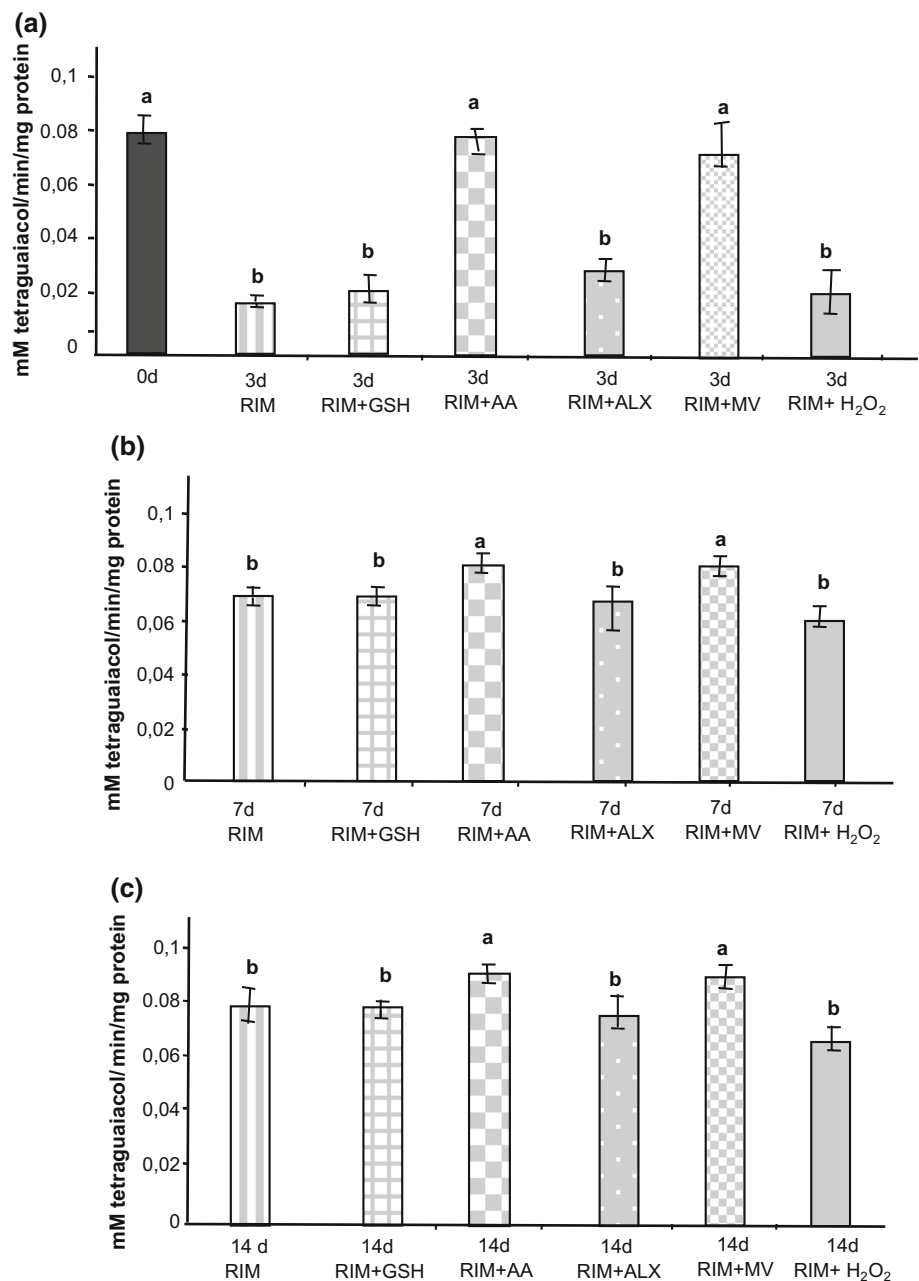 (a)
mM tetraguaiacol/min/mg protein
0,1
0.08
0,06
0,04
0,02
0
a
b
b
a
b
a
b
0d
3d
3d
3d
3d
3d
3d
RIM
RIM+GSH
RIM+AA
RIM+ALX
RIM+MV
RIM+ H₂O₂
(b)
mM tetraguaiacol/min/mg protein
0,1
0.08
0,06
0,04
0,02
0
b
b
a
b
a
b
7d
7d
7d
7d
7d
7d
RIM
RIM+GSH
RIM+AA
RIM+ALX
RIM+MV
RIM+ H₂O₂
(c)
mM tetraguaiacol/ min/mg protein
0,1
0.08
0,06
0,04
0,02
0
b
b
a
b
a
b
14 d
14d
14d
14d
14d
14d
RIM
RIM+GSH
RIM+AA
RIM+ALX
RIM+MV
RIM+ H₂O₂